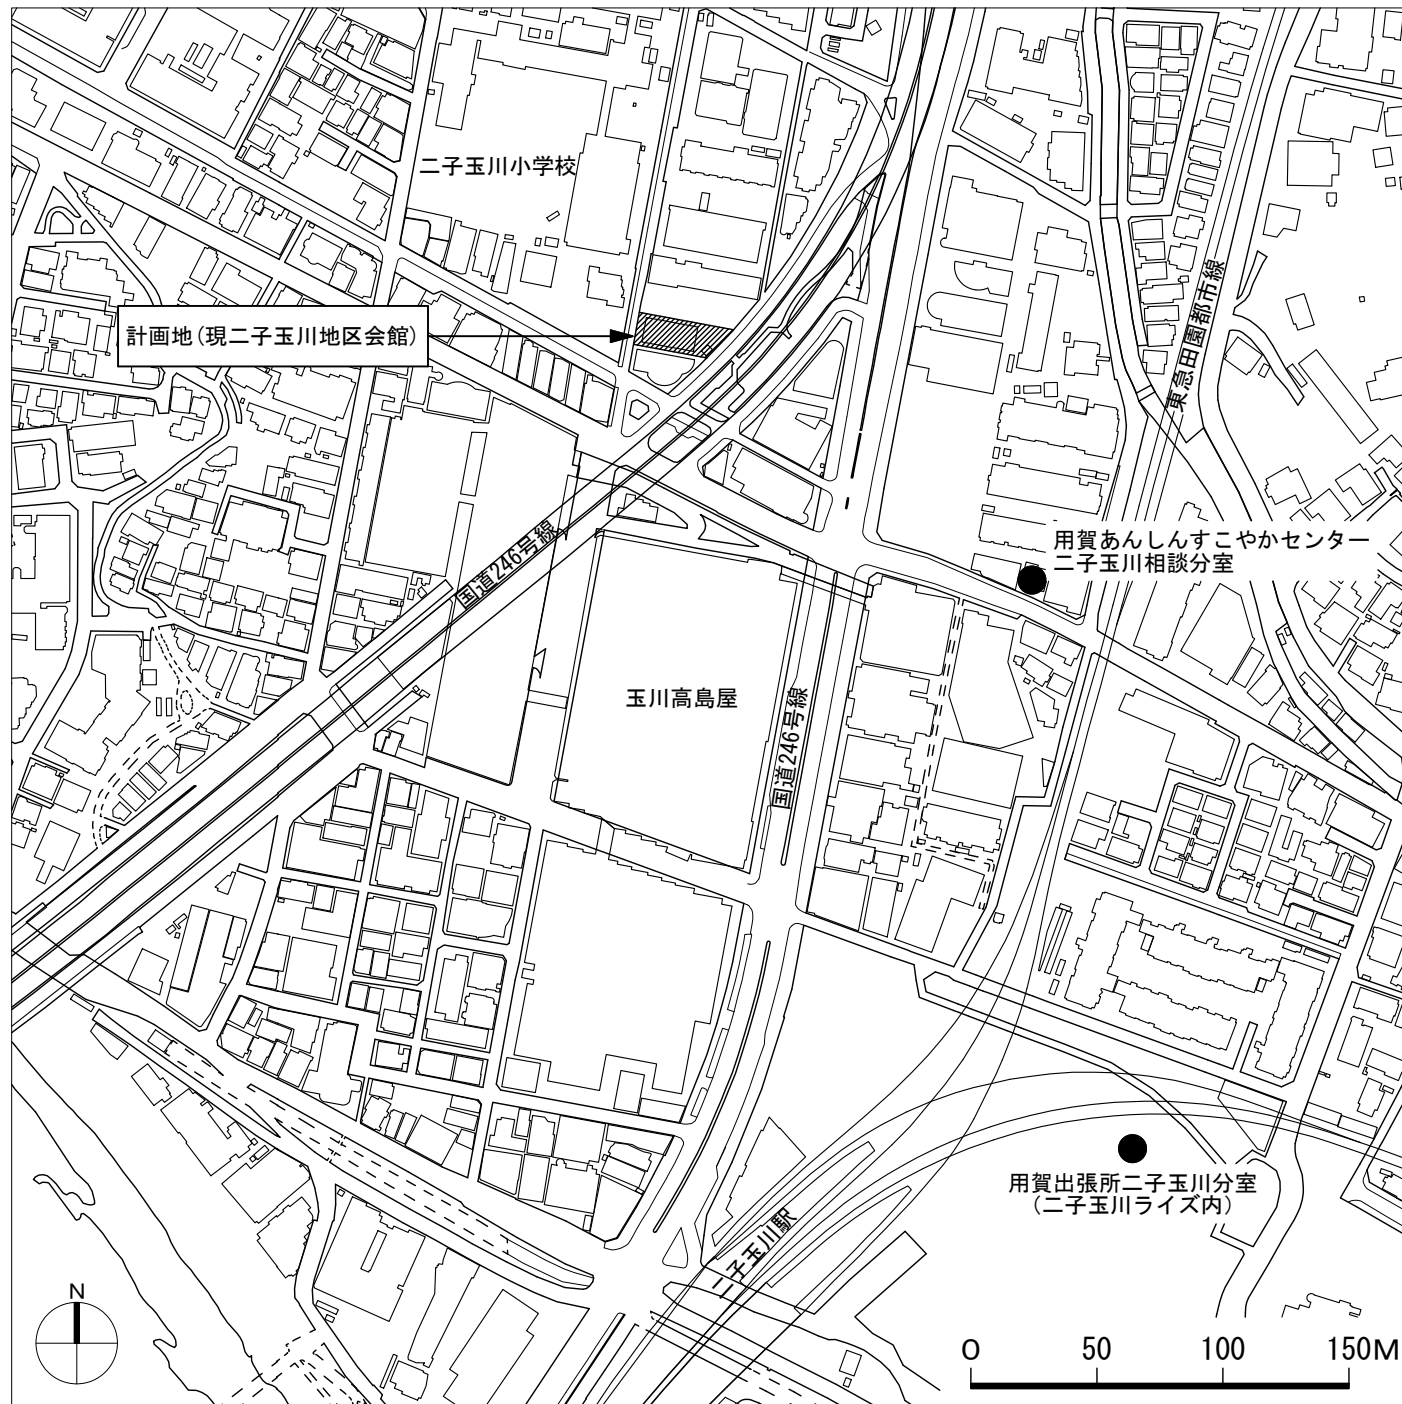 二子玉川小学校
東急田園都市線
計画地(現二子玉川地区会館)
国道246号線
用賀あんしんすこやかセンター
二子玉川相談分室
玉川高島屋
国道246号線
用賀出張所二子玉川分室
(二子玉川ライズ内)
二子玉川駅
N
0 50 100 150M